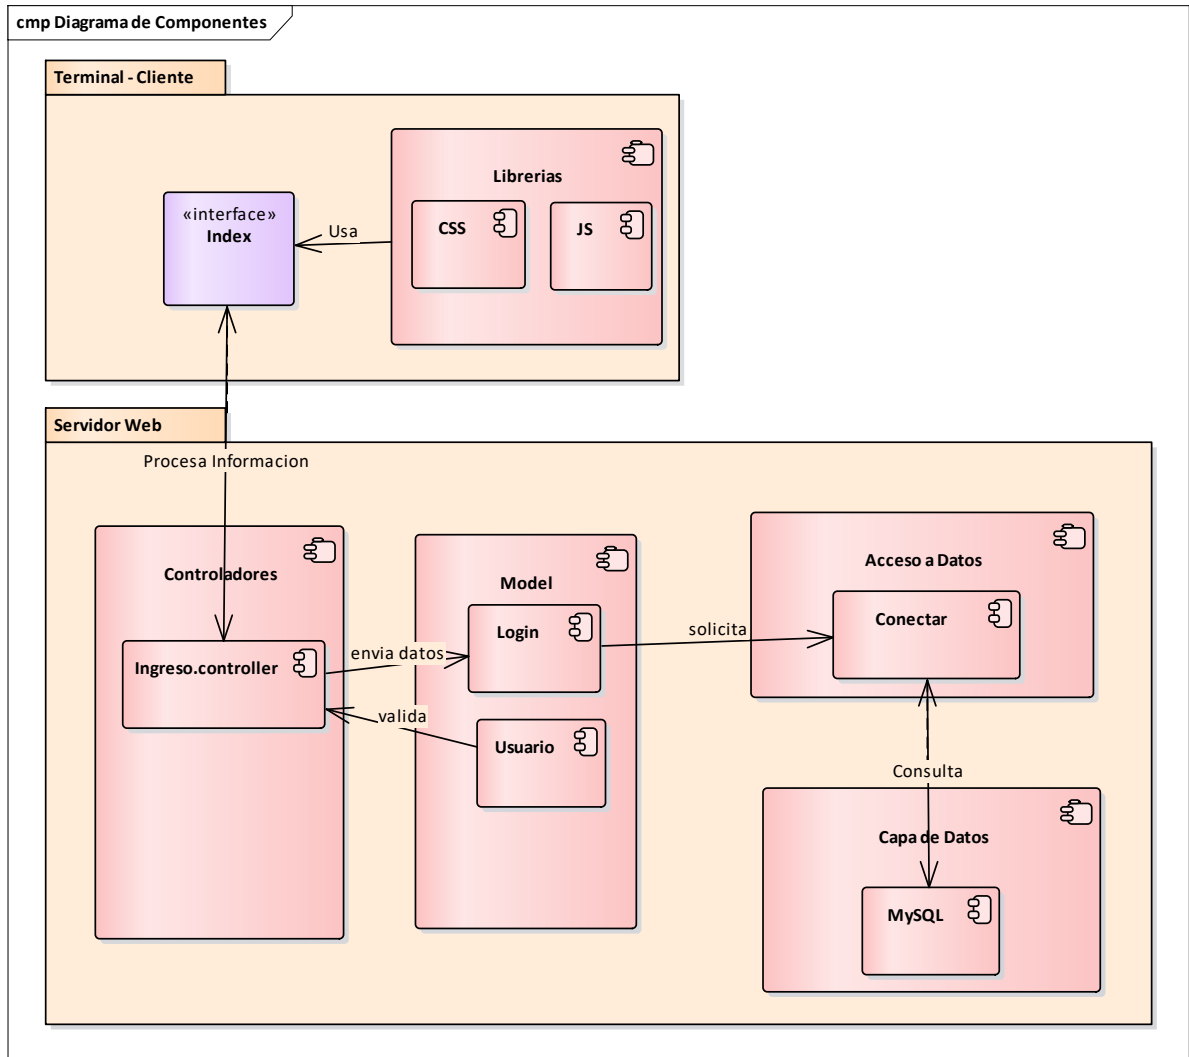 cmp Diagrama de Componentes
Terminal - Cliente
Librerias
«interface»
Index
CSS
JS
Usa
Servidor Web
Procesa Informacion
Controladores
Ingreso.controller
envia datos
valida
Model
Login
Usuario
solicita
Acceso a Datos
Conectar
Consulta
Capa de Datos
MySQL